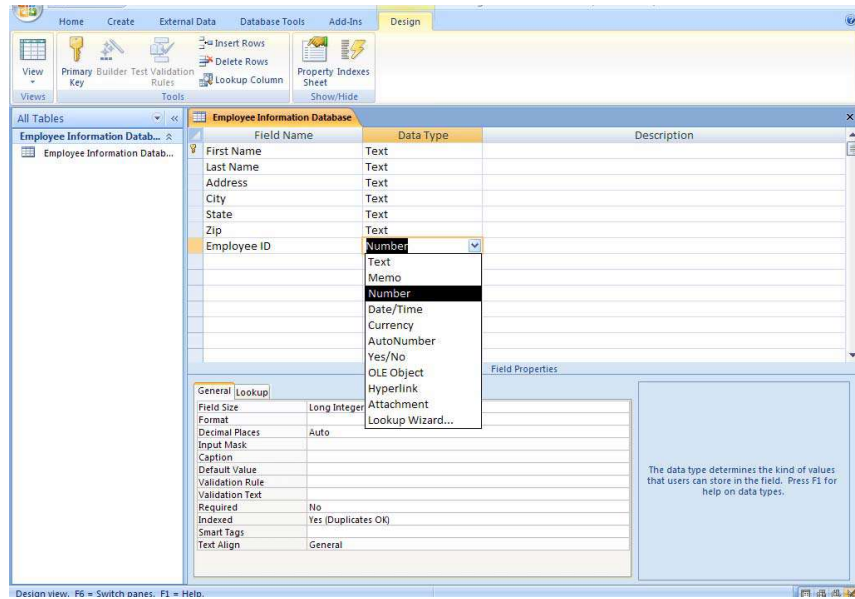 Home Create External Data Database Tools Add-Ins Design
View
Primary Key
Builder
Test Validation Rules
Insert Rows
Delete Rows
Lookup Column
Property Sheet
Indexes
Views Tools Show/Hide
All Tables
Employee Information Datab...
Employee Information Datab...
Employee Information Database
Field Name Data Type Description
First Name Text
Last Name Text
Address Text
City Text
State Text
Zip Text
Employee ID Number
Text
Memo
Number
Date/Time
Currency
AutoNumber
Yes/No
OLE Object
Hyperlink
Attachment
Lookup Wizard...
Field Properties
General Lookup
Field Size Long Integer
Format
Decimal Places Auto
Input Mask
Caption
Default Value
Validation Rule
Validation Text
Required No
Indexed Yes (Duplicates OK)
Smart Tags
Text Align General
The data type determines the kind of values
that users can store in the field. Press F1 for
help on data types.
Design view. F6 = Switch panes. F1 = Help.